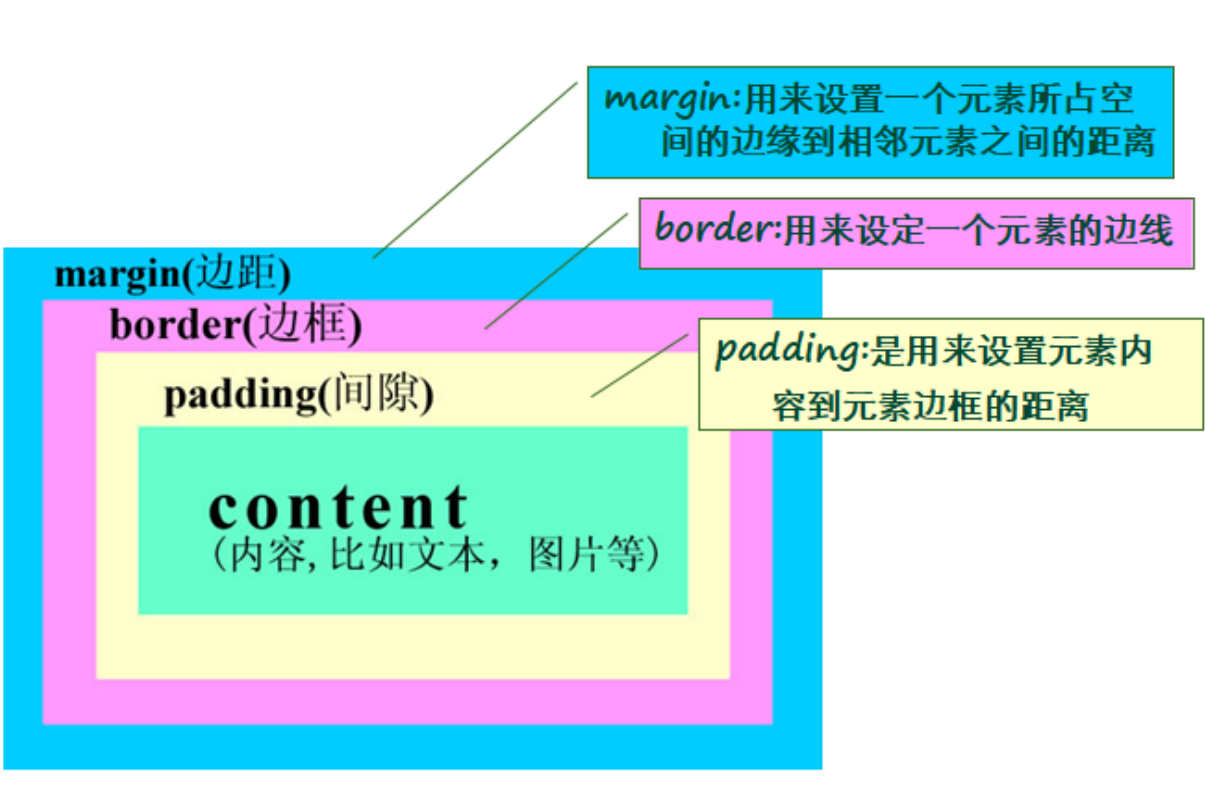 margin:用来设置一个元素所占空
间的边缘到相邻元素之间的距离
border:用来设定一个元素的边线
margin(边距)
border(边框)
padding:是用来设置元素内
容到元素边框的距离
padding(间隙)
content
(内容,比如文本，图片等)